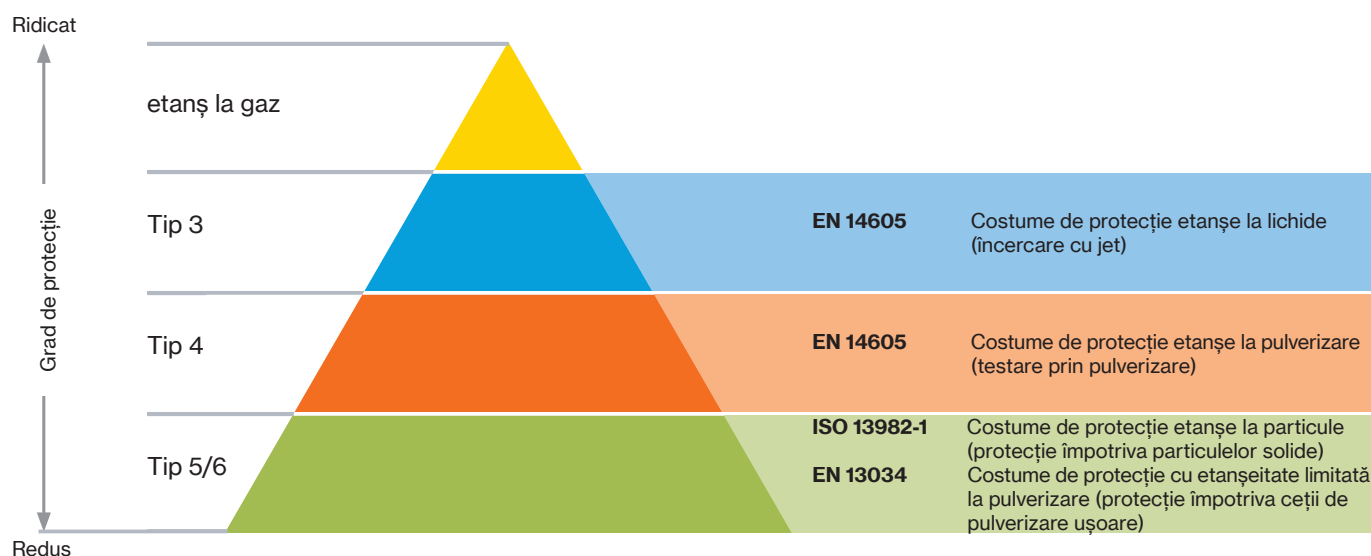 Ridicat
etanș la gaz
Grad de protecție
Tip 3
EN 14605
Costume de protecție etanșe la lichide
(încercare cu jet)
Tip 4
EN 14605
Costume de protecție etanșe la pulverizare
(testare prin pulverizare)
Tip 5/6
ISO 13982-1
Costume de protecție etanșe la particule
(protecție împotriva particulelor solide)
EN 13034
Costume de protecție cu etanșeitate limitată
la pulverizare (protecție împotriva ceții de
pulverizare ușoare)
Redus